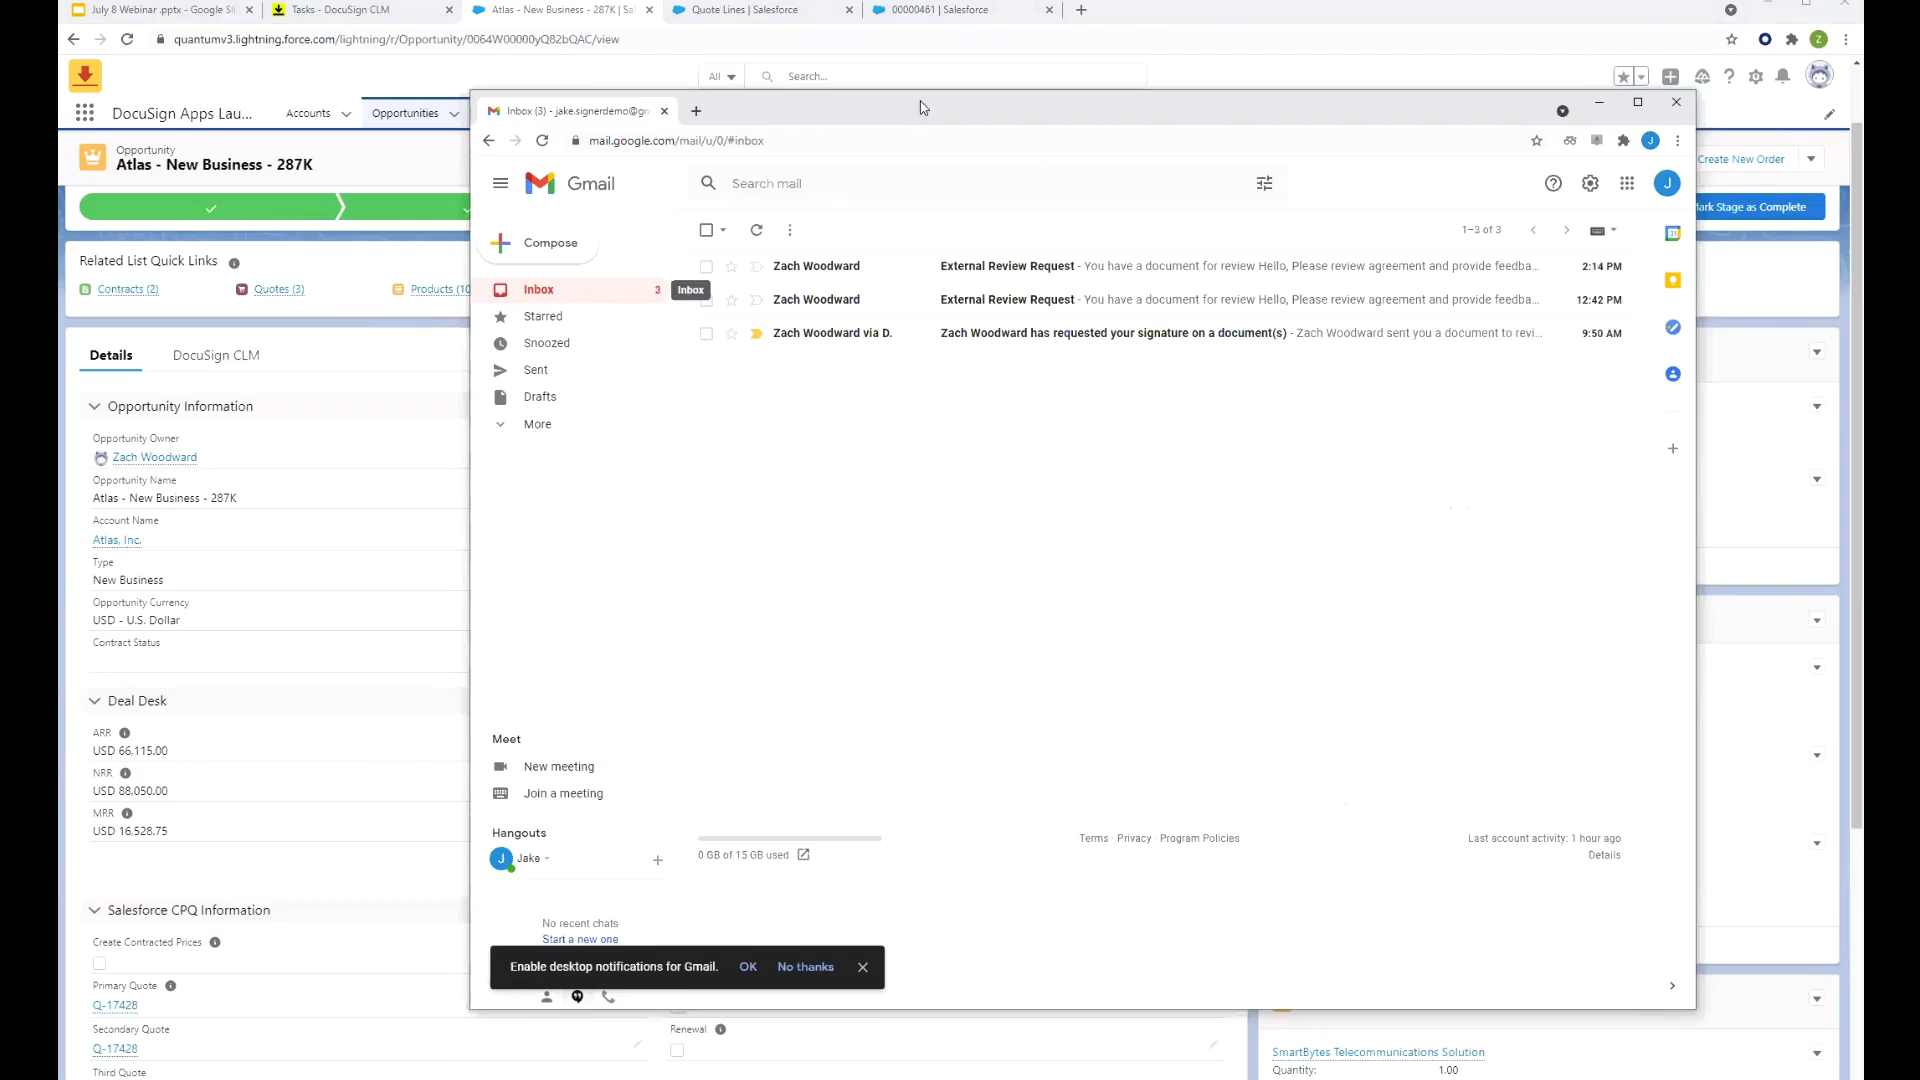 July 8 Webinar .pptx - Google Sli
Tasks - DocuSign CLM
Atlas - New Business - 287K | Sal
Quote Lines | Salesforce
00000461 | Salesforce
quantumv3.lightning.force.com/lightning/r/Opportunity/0064W00000yQ82bQAC/view
Z
All
Search...
DocuSign Apps Lau...
Accounts
Opportunities
Opportunity
Atlas - New Business - 287K
Create New Order
Mark Stage as Complete
Related List Quick Links
Contracts (2)
Quotes (3)
Products (10
Details
DocuSign CLM
Opportunity Information
Opportunity Owner
Zach Woodward
Opportunity Name
Atlas - New Business - 287K
Account Name
Atlas, Inc.
Type
New Business
Opportunity Currency
USD - U.S. Dollar
Contract Status
Deal Desk
ARR
USD 66,115.00
NRR
USD 88,050.00
MRR
USD 16,528.75
Salesforce CPQ Information
Create Contracted Prices
Primary Quote
Q-17428
Secondary Quote
Q-17428
Third Quote
Renewal
SmartBytes Telecommunications Solution
Quantity:
1.00
Inbox (3) - jake.signerdemo@gm
mail.google.com/mail/u/0/#inbox
J
Gmail
Search mail
J
Compose
1–3 of 3
31
Inbox
3
Inbox
Starred
Snoozed
Sent
Drafts
More
Zach Woodward
External Review Request - You have a document for review Hello, Please review agreement and provide feedba...
2:14 PM
Zach Woodward
External Review Request - You have a document for review Hello, Please review agreement and provide feedba...
12:42 PM
Zach Woodward via D.
Zach Woodward has requested your signature on a document(s) - Zach Woodward sent you a document to revi...
9:50 AM
Meet
New meeting
Join a meeting
Hangouts
J
Jake
0 GB of 15 GB used
Terms · Privacy · Program Policies
Last account activity: 1 hour ago
Details
No recent chats
Start a new one
Enable desktop notifications for Gmail.
OK
No thanks